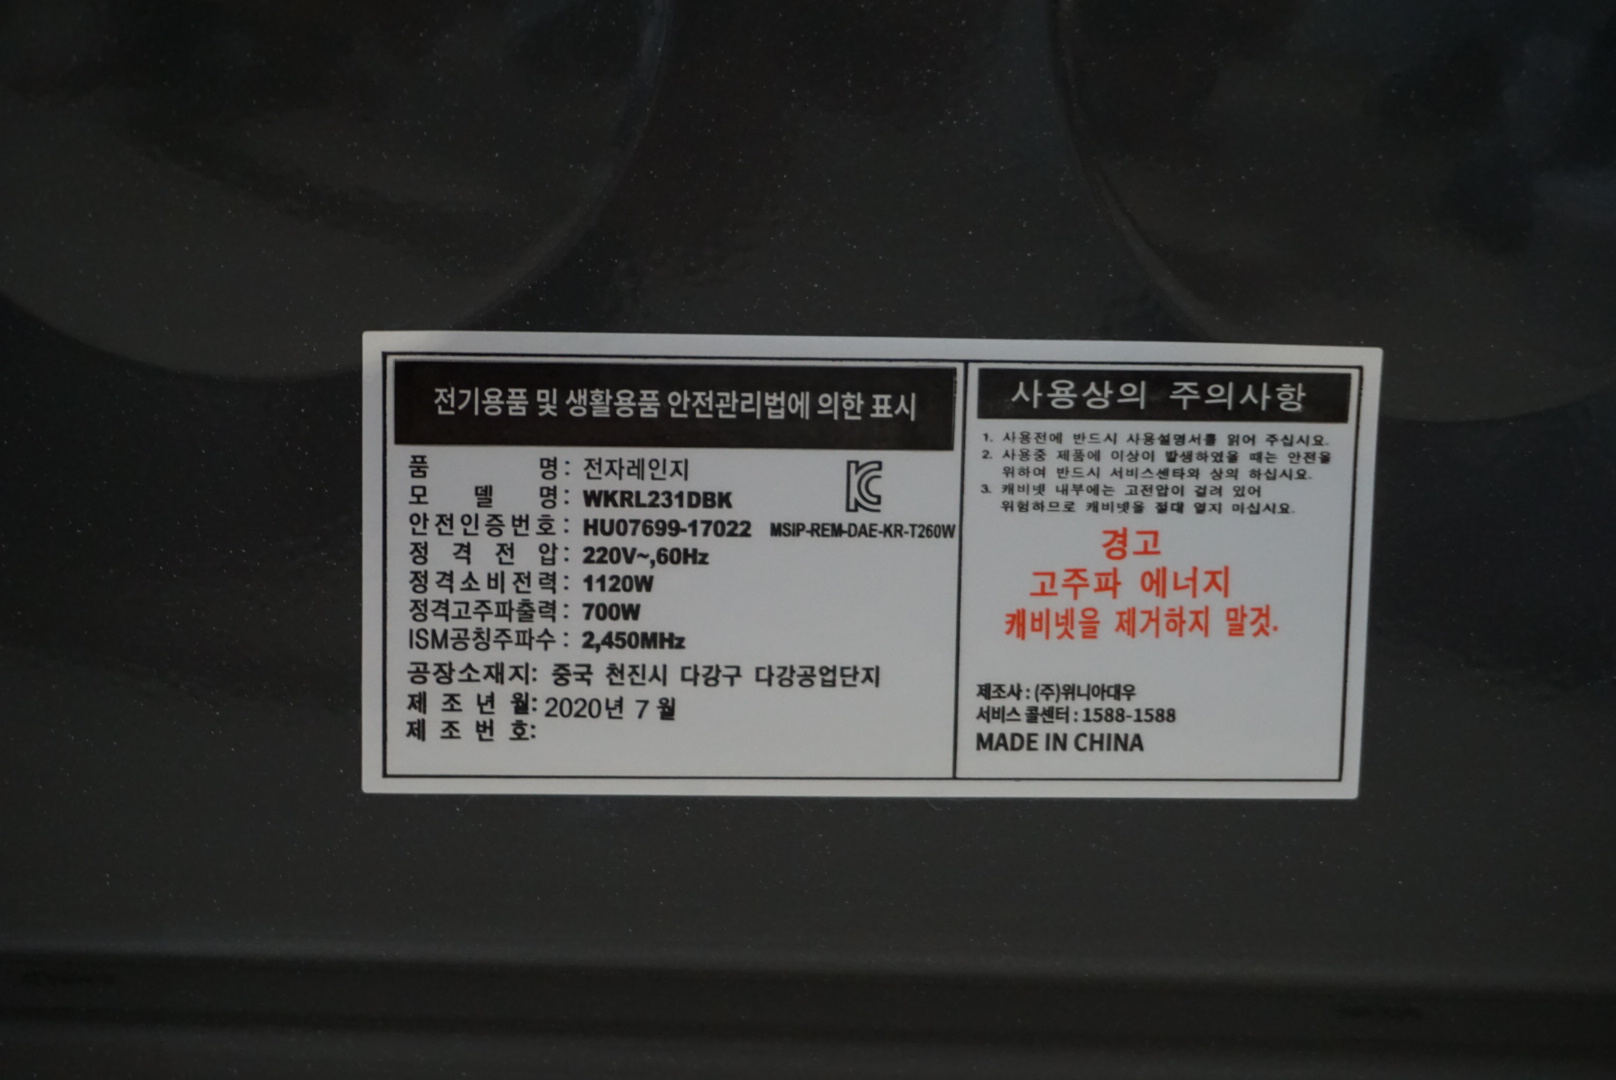 전기용품 및 생활용품 안전관리법에 의한 표시
품 명: 전자레인지
모 델 명: WKRL231DBK
안전인증번호: HU07699-17022
MSIP-REM-DAE-KR-T260W
정 격 전 압: 220V~,60Hz
정격소비전력: 1120W
정격고주파출력: 700W
ISM공칭주파수: 2,450MHz
공장소재지: 중국 천진시 다강구 다강공업단지
제 조 년 월: 2020년 7월
제 조 번 호:
사용상의 주의사항
1. 사용전에 반드시 사용설명서를 읽어 주십시요.
2. 사용중 제품에 이상이 발생하였을 때는 안전을
위하여 반드시 서비스센타와 상의 하십시요.
3. 캐비넷 내부에는 고전압이 걸려 있어
위험하므로 캐비넷을 절대 열지 마십시요.
경고
고주파 에너지
캐비넷을 제거하지 말것.
제조사 : (주)위니아대우
서비스 콜센터 : 1588-1588
MADE IN CHINA